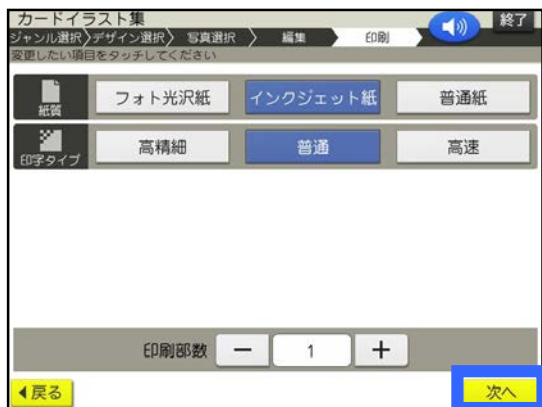 カードイラスト集
終了
ジャンル選択〉デザイン選択〉 写真選択 〉 編集 印刷
変更したい項目をタッチしてください
紙質 フォト光沢紙 インクジェット紙 普通紙
印字タイプ 高精細 普通 高速
印刷部数 − 1 +
◀戻る 次へ